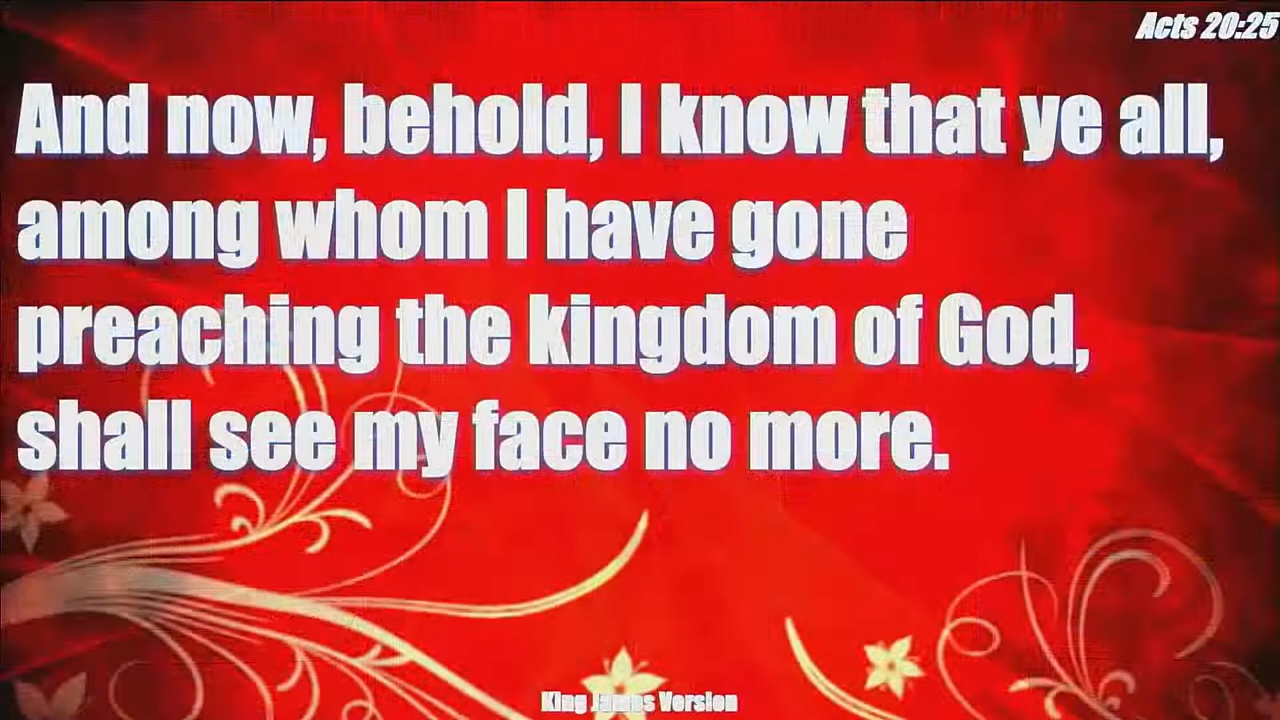 Acts 20:25
And now, behold, I know that ye all,
among whom I have gone
preaching the kingdom of God,
shall see my face no more.
King James Version